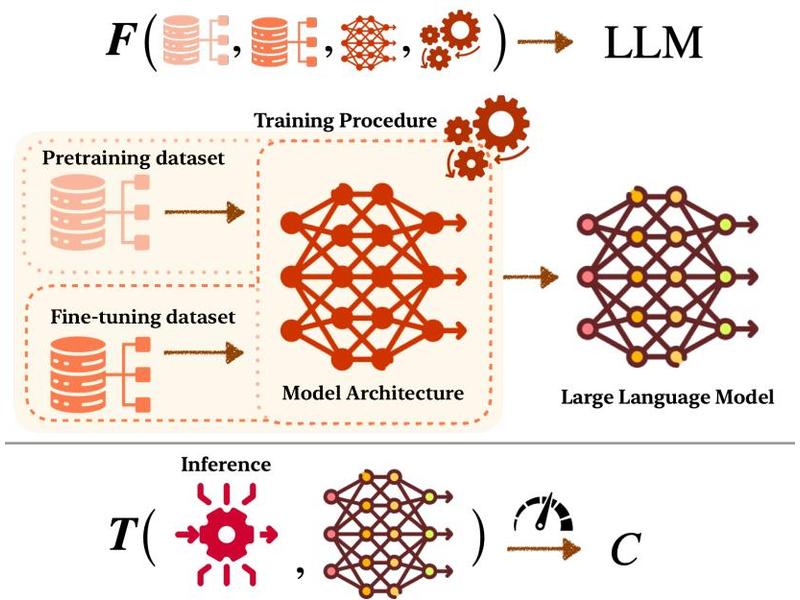 F( , , , ) LLM
Training Procedure
Pretraining dataset
Fine-tuning dataset
Model Architecture
Large Language Model
Inference
T( , ) C